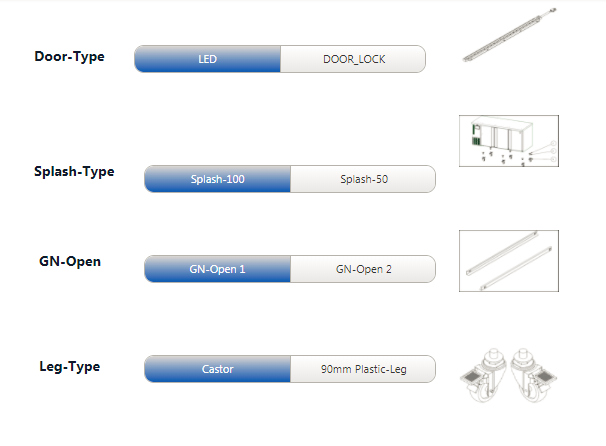 Door-Type
LED DOOR_LOCK
Splash-Type
Splash-100 Splash-50
GN-Open
GN-Open 1 GN-Open 2
Leg-Type
Castor 90mm Plastic-Leg